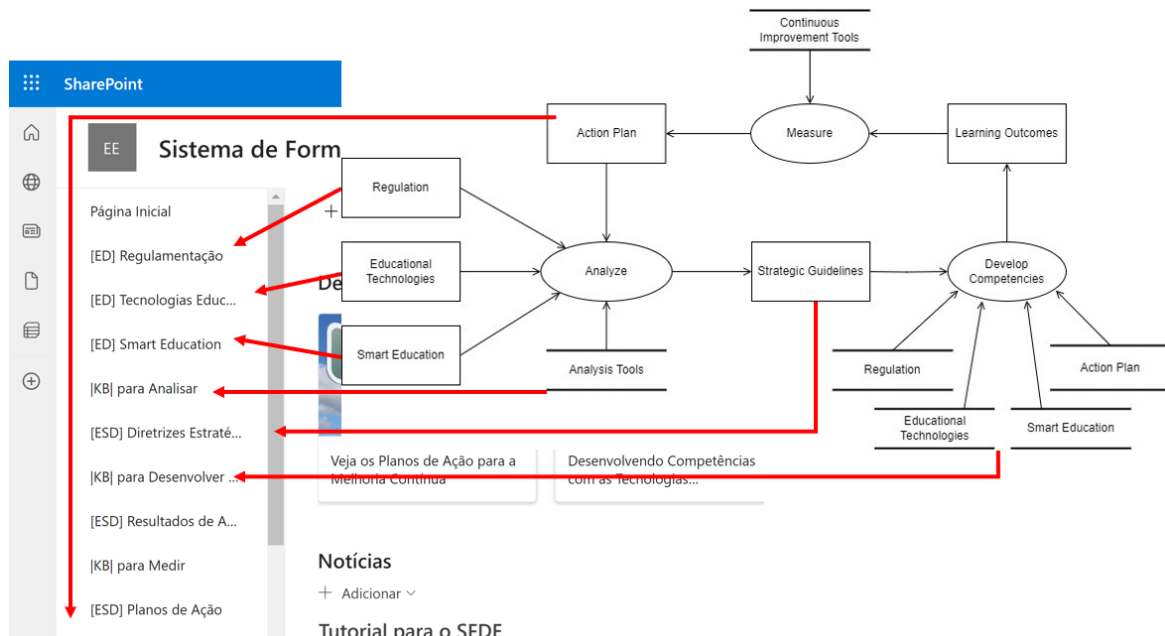 SharePoint
EE
Sistema de Form
Página Inicial
[ED] Regulamentação
[ED] Tecnologias Educ...
[ED] Smart Education
|KB| para Analisar
[ESD] Diretrizes Estraté...
|KB| para Desenvolver ...
[ESD] Resultados de A...
|KB| para Medir
[ESD] Planos de Ação
De
Veja os Planos de Ação para a
Melhoria Contínua
Desenvolvendo Competências
com as Tecnologias...
Notícias
Adicionar
Tutorial para o SEDE
Continuous
Improvement Tools
Action Plan
Measure
Learning Outcomes
Regulation
Educational
Technologies
Smart Education
Analyze
Analysis Tools
Strategic Guidelines
Develop
Competencies
Regulation
Action Plan
Educational
Technologies
Smart Education